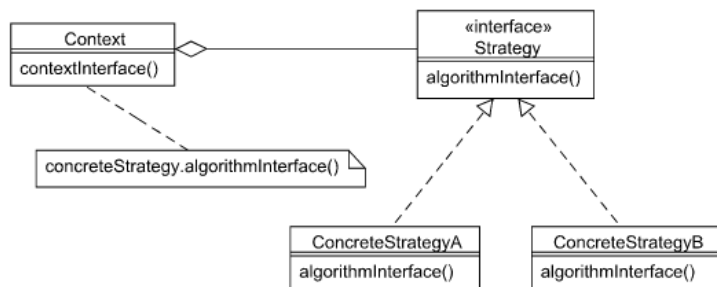 Context
contextInterface()
«interface»
Strategy
algorithmInterface()
concreteStrategy.algorithmInterface()
ConcreteStrategyA
algorithmInterface()
ConcreteStrategyB
algorithmInterface()